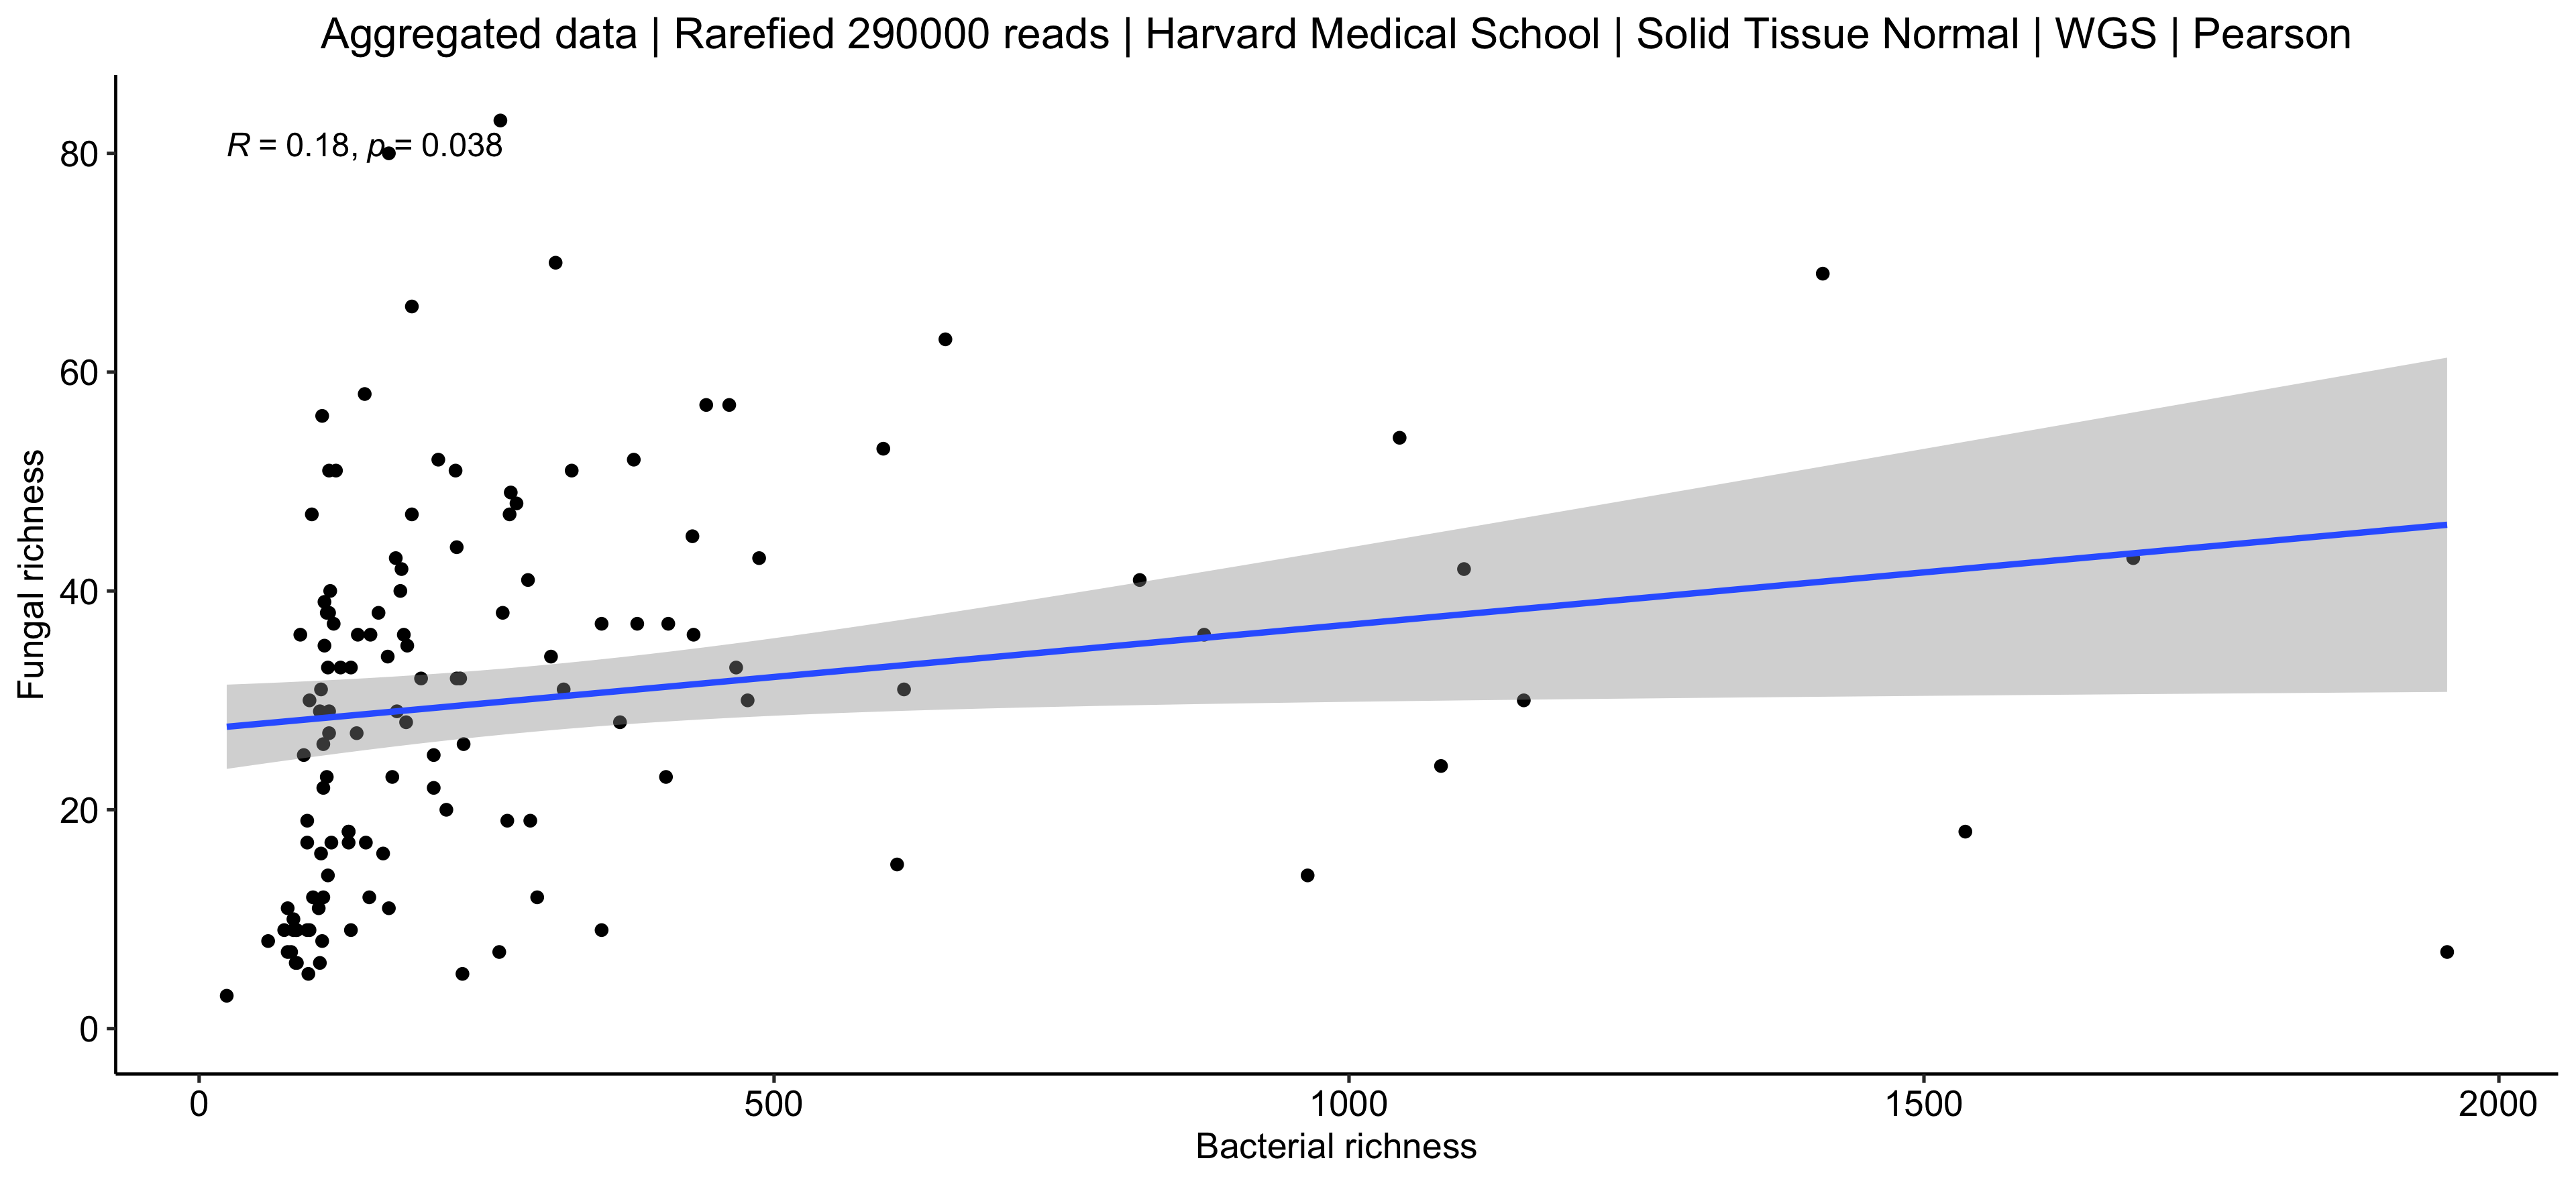 Aggregated data | Rarefied 290000 reads | Harvard Medical School | Solid Tissue Normal | WGS | Pearson
R = 0.18, p = 0.038
80
60
40
20
0
Fungal richness
0 500 1000 1500 2000
Bacterial richness